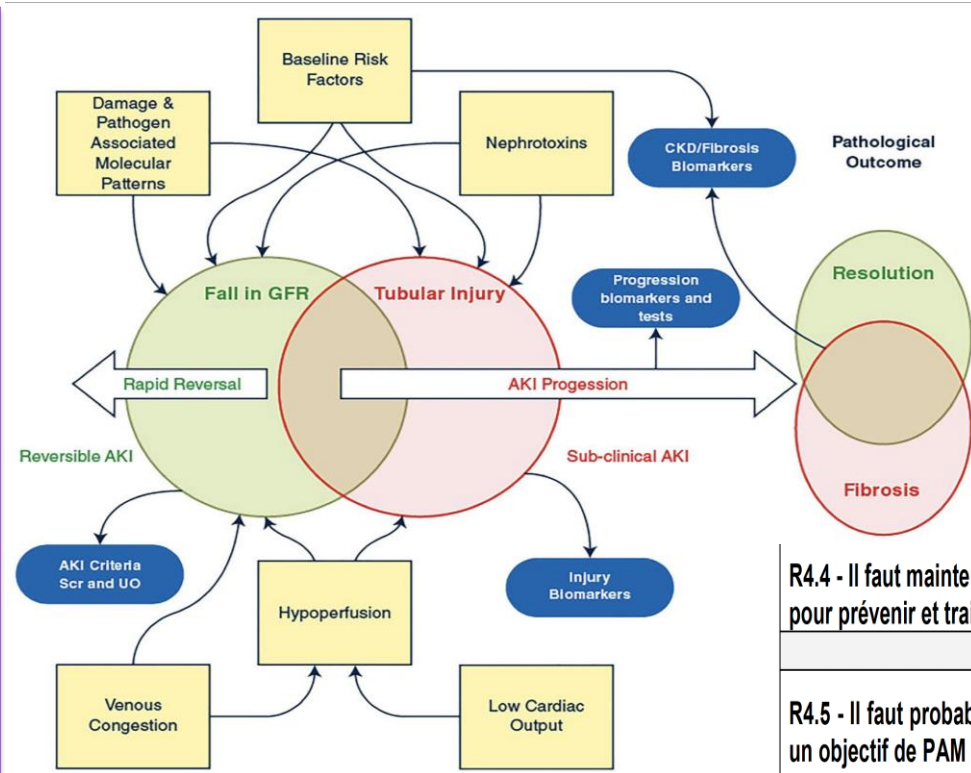 Baseline Risk
Factors
Damage &
Pathogen
Associated
Molecular
Patterns
Nephrotoxins
CKD/Fibrosis
Biomarkers
Pathological
Outcome
Fall in GFR
Tubular Injury
Progression
biomarkers and
tests
Resolution
Rapid Reversal
AKI Progession
Reversible AKI
Sub-clinical AKI
Fibrosis
AKI Criteria
Scr and UO
Hypoperfusion
Injury
Biomarkers
Venous
Congestion
Low Cardiac
Output
R4.4 - Il faut mainte
pour prévenir et trai
R4.5 - Il faut probab
un objectif de PAM